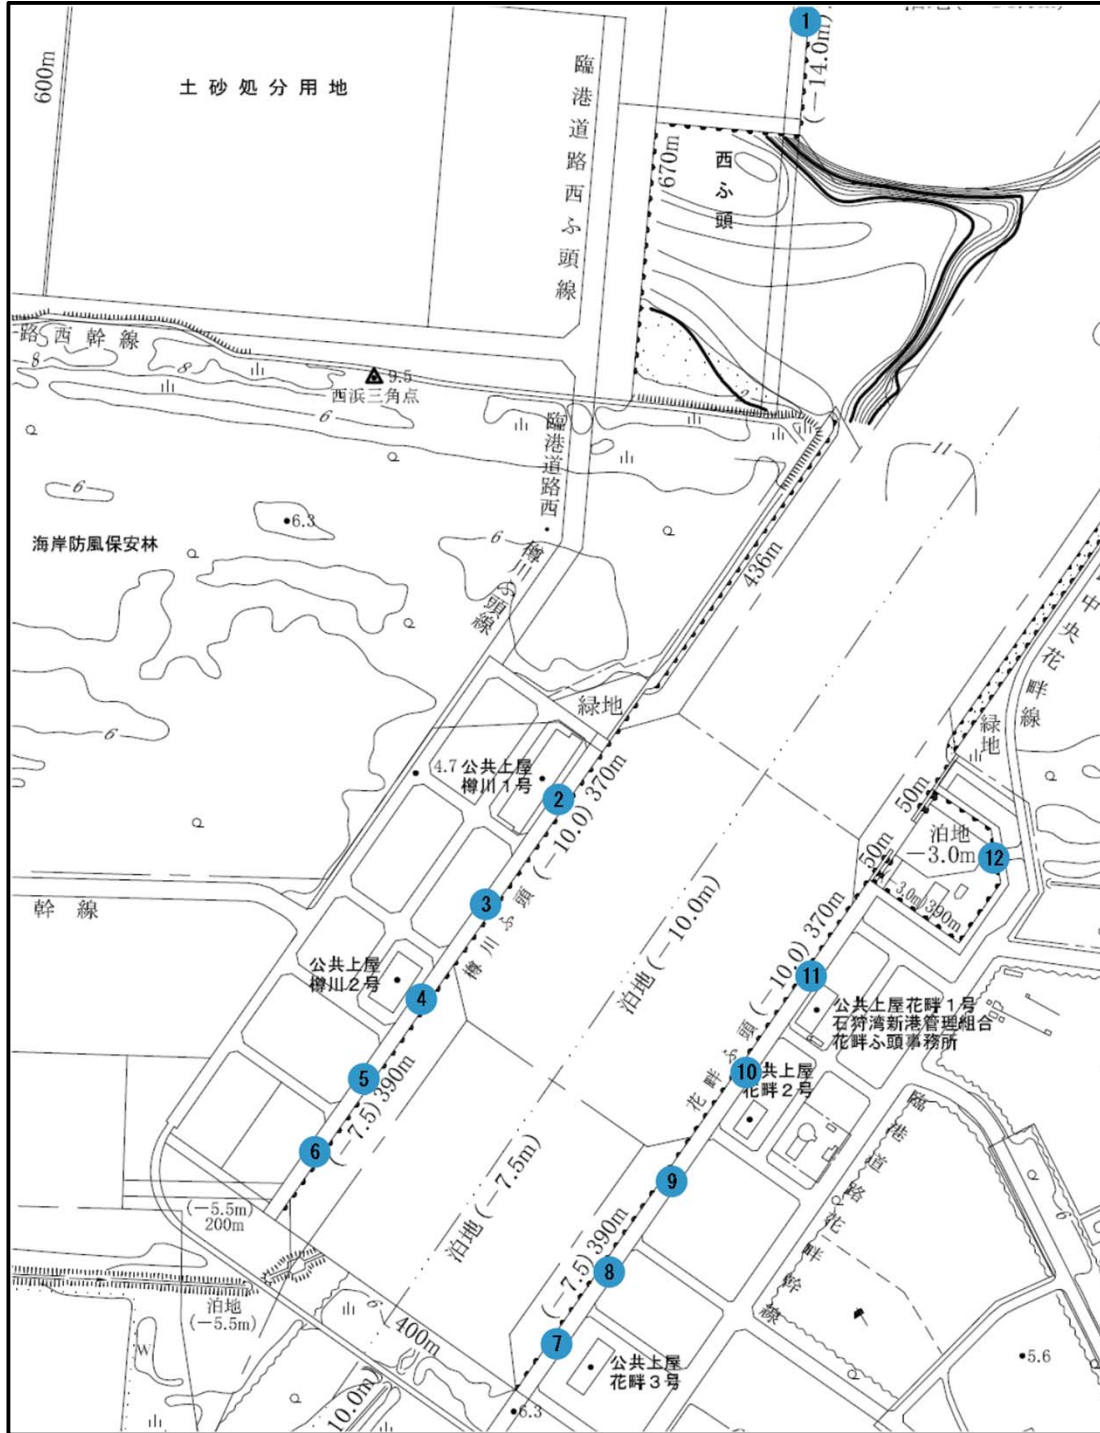 1
(−14.0m)
600m
土砂処分用地
臨港道路西ふ頭線
670m
西ふ頭
路西幹線
8
8
9.5
西浜三角点
6
6
臨港道路西・樽川ふ頭線
11
6.3
海岸防風保安林
6
436m
中央花畔線
緑地
緑地
6
4.7
公共上屋
樽川1号
2
370m
(−10.0)
樽川ふ頭
3
50m
泊地
−3.0m
12
50m
3.0m
390m
幹線
公共上屋
樽川2号
4
泊地(−10.0m)
370m
(−10.0)
花畔ふ頭
11
公共上屋花畔1号
石狩湾新港管理組合
花畔ふ頭事務所
10
共上屋
花畔2号
5
390m
(−7.5)
6
泊地(−7.5m)
9
臨港道路花畔幹線
6
(−5.5m)
200m
390m
(−7.5)
8
泊地
(−5.5m)
6
400m
7
公共上屋
花畔3号
W
10.0m
6.3
5.6